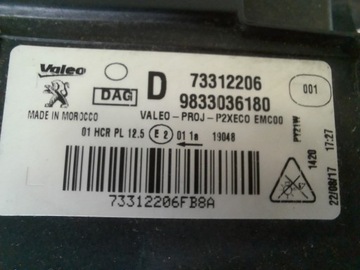 Valeo
DAG
D
73312206
9833036180
001
MADE IN MOROCCO
VALEO-PROJ-P2XECO EMC00
01 HCR PL 12.5 E2 01 1a 19048
PY21W
1420 17:27
22/08/17
73312206FB8A